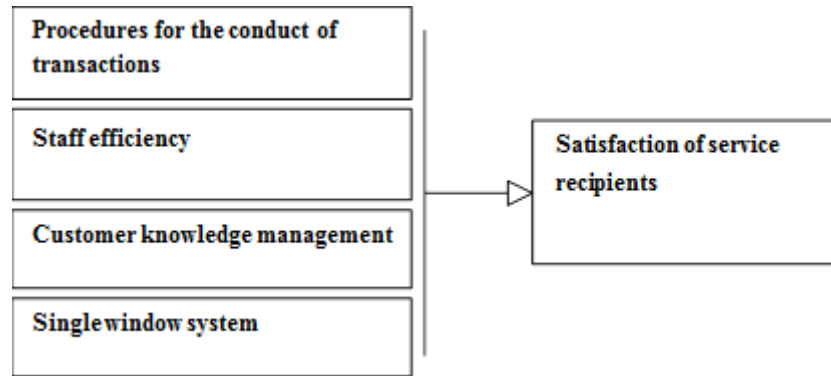 Procedures for the conduct of
transactions
Staff efficiency
Customer knowledge management
Single window system
Satisfaction of service
recipients